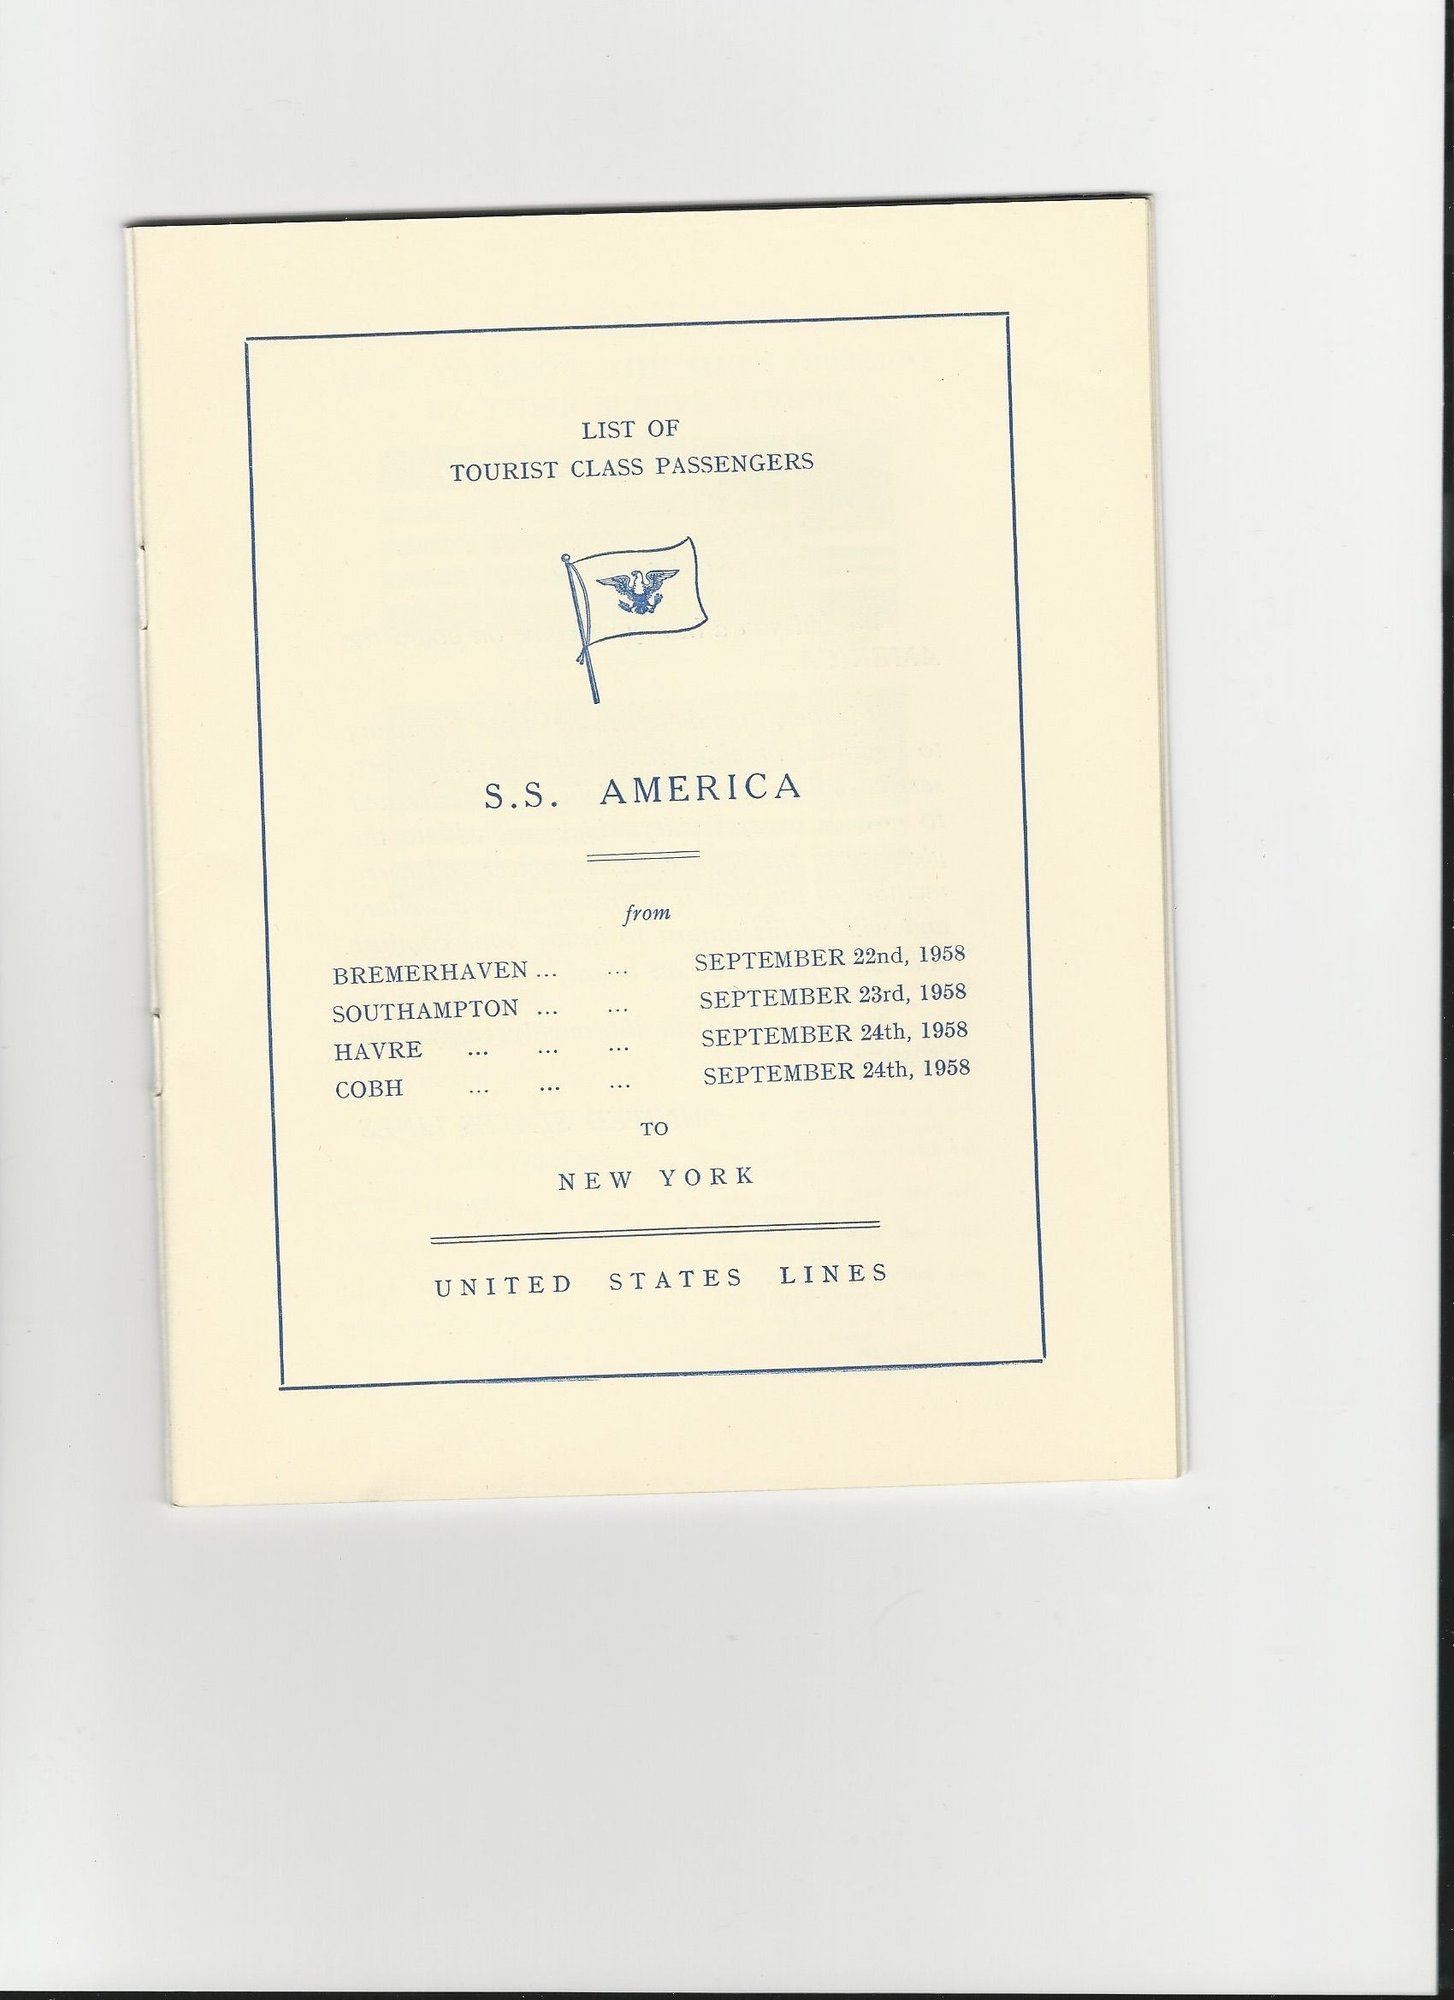 LIST OF
TOURIST CLASS PASSENGERS
S.S. AMERICA
from
BREMERHAVEN ... ... SEPTEMBER 22nd, 1958
SOUTHAMPTON ... ... SEPTEMBER 23rd, 1958
HAVRE ... ... ... SEPTEMBER 24th, 1958
COBH ... ... ... SEPTEMBER 24th, 1958
TO
NEW YORK
UNITED STATES LINES